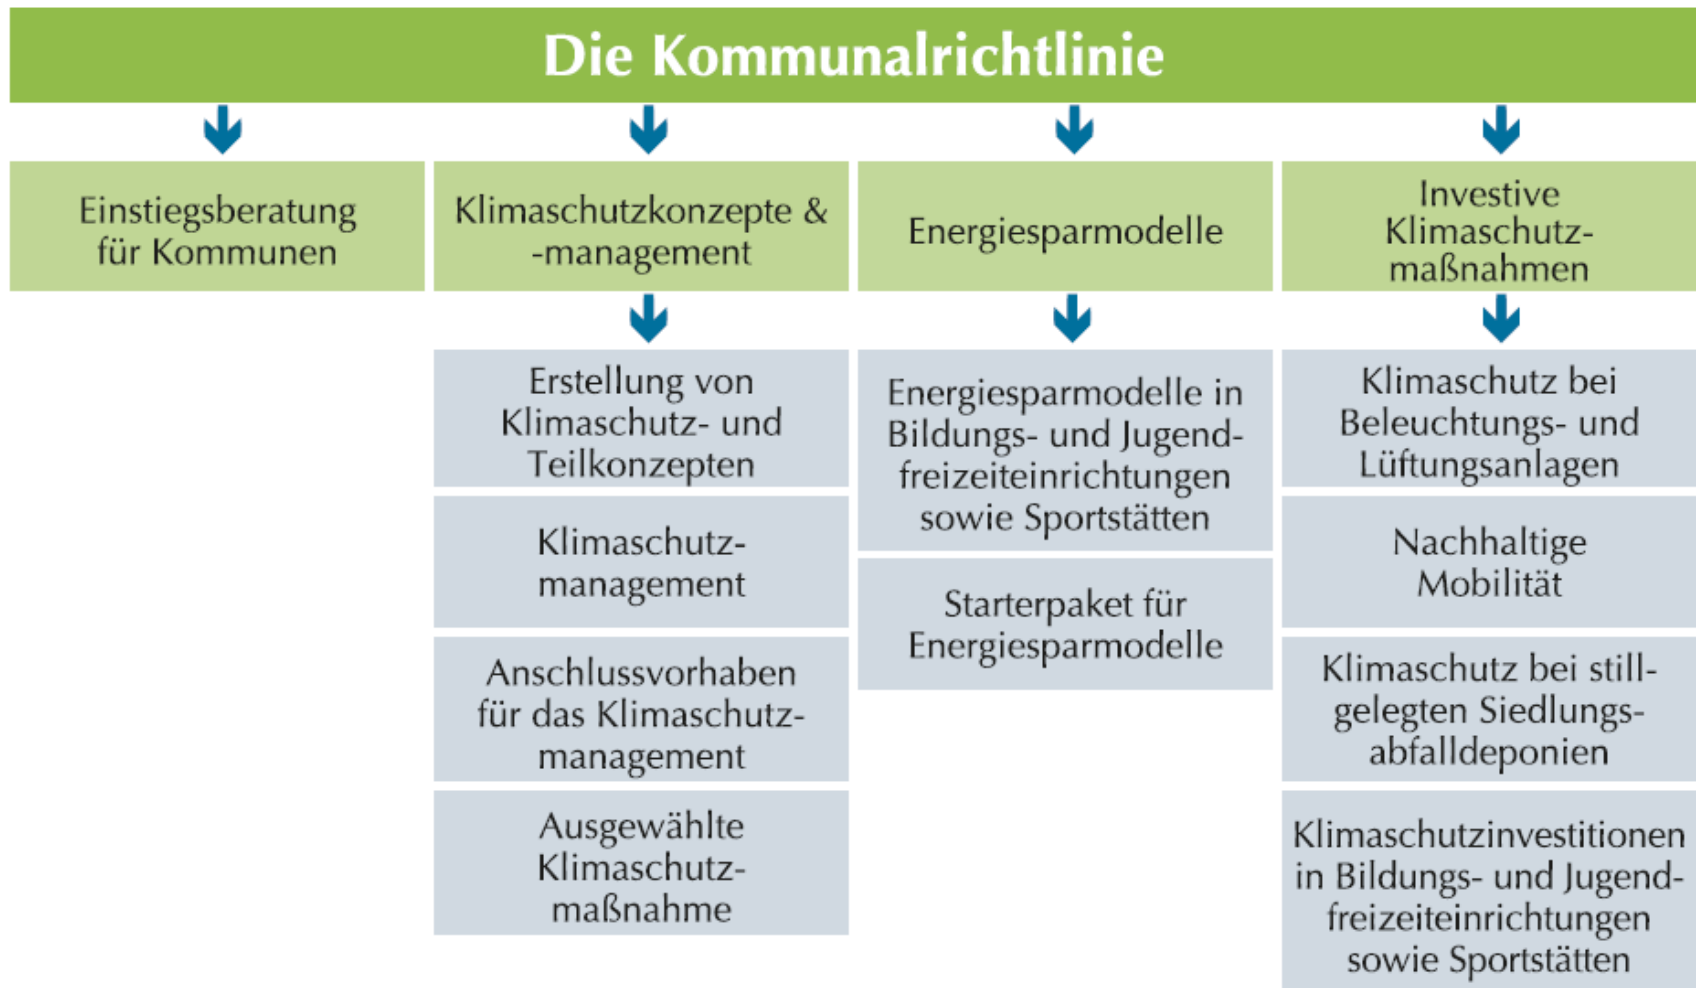 Die Kommunalrichtlinie
Einstiegsberatung
für Kommunen
Klimaschutzkonzepte &
-management
Energiesparmodelle
Investive
Klimaschutz-
maßnahmen
Erstellung von
Klimaschutz- und
Teilkonzepten
Klimaschutz-
management
Anschlussvorhaben
für das Klimaschutz-
management
Ausgewählte
Klimaschutz-
maßnahme
Energiesparmodelle in
Bildungs- und Jugend-
freizeiteinrichtungen
sowie Sportstätten
Starterpaket für
Energiesparmodelle
Klimaschutz bei
Beleuchtungs- und
Lüftungsanlagen
Nachhaltige
Mobilität
Klimaschutz bei still-
gelegten Siedlungs-
abfalldeponien
Klimaschutzinvestitionen
in Bildungs- und Jugend-
freizeiteinrichtungen
sowie Sportstätten